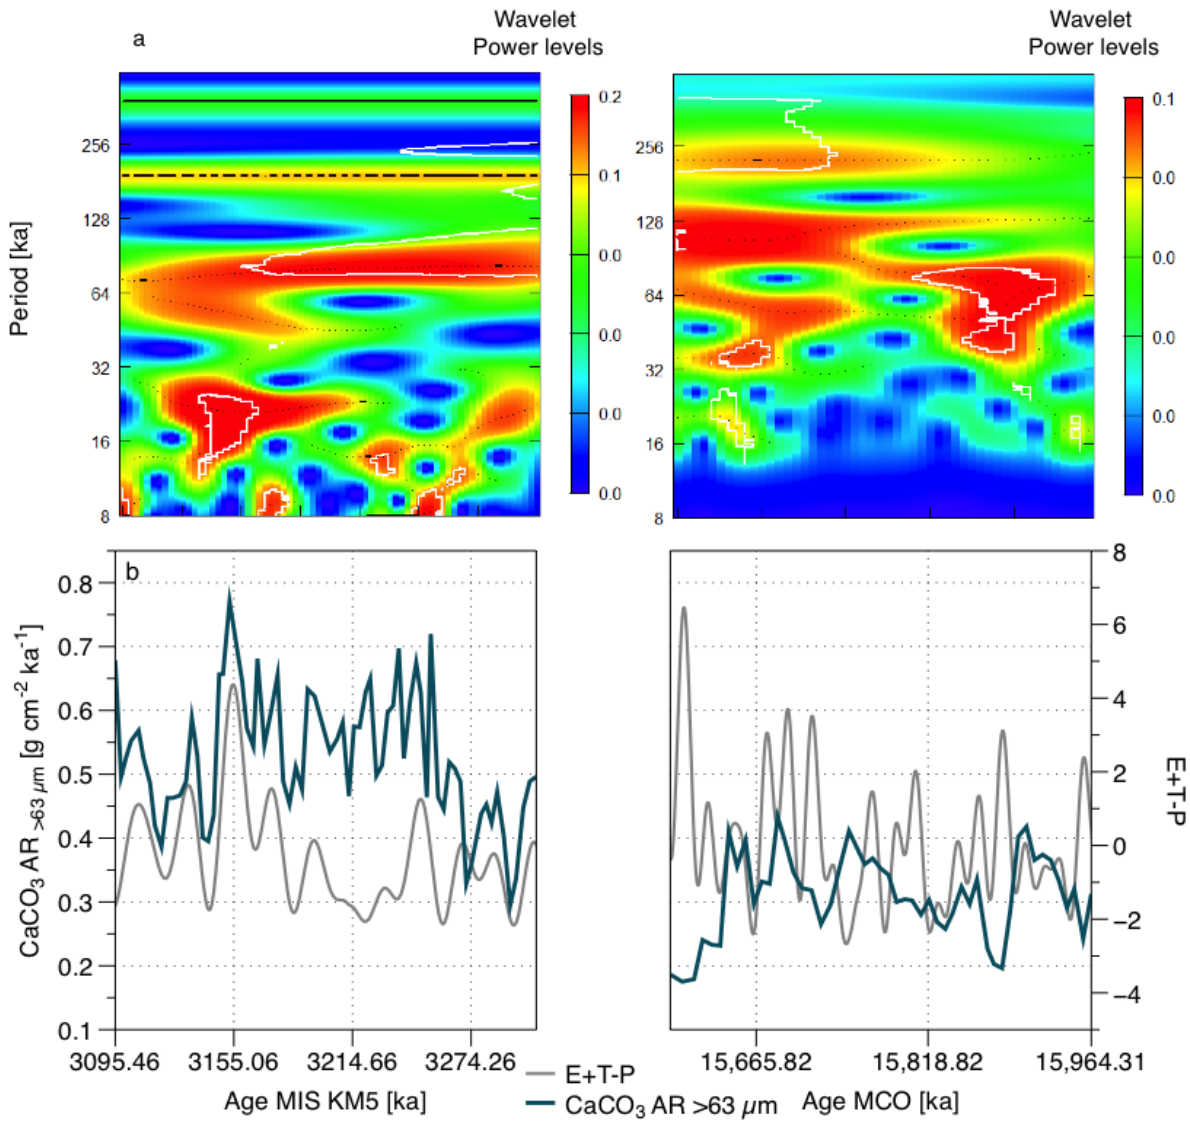 Wavelet
Power levels
Wavelet
Power levels
a
Period [ka]
256
128
64
32
16
8
0.2
0.1
0.0
0.0
0.0
0.0
256
128
64
32
16
8
0.1
0.0
0.0
0.0
0.0
0.0
b
CaCO₃ AR >63 µm [g cm⁻² ka⁻¹]
0.8
0.7
0.6
0.5
0.4
0.3
0.2
0.1
3095.46 3155.06 3214.66 3274.26
Age MIS KM5 [ka]
8
6
4
2
0
−2
−4
E+T-P
15,665.82 15,818.82 15,964.31
Age MCO [ka]
E+T-P
CaCO₃ AR >63 µm